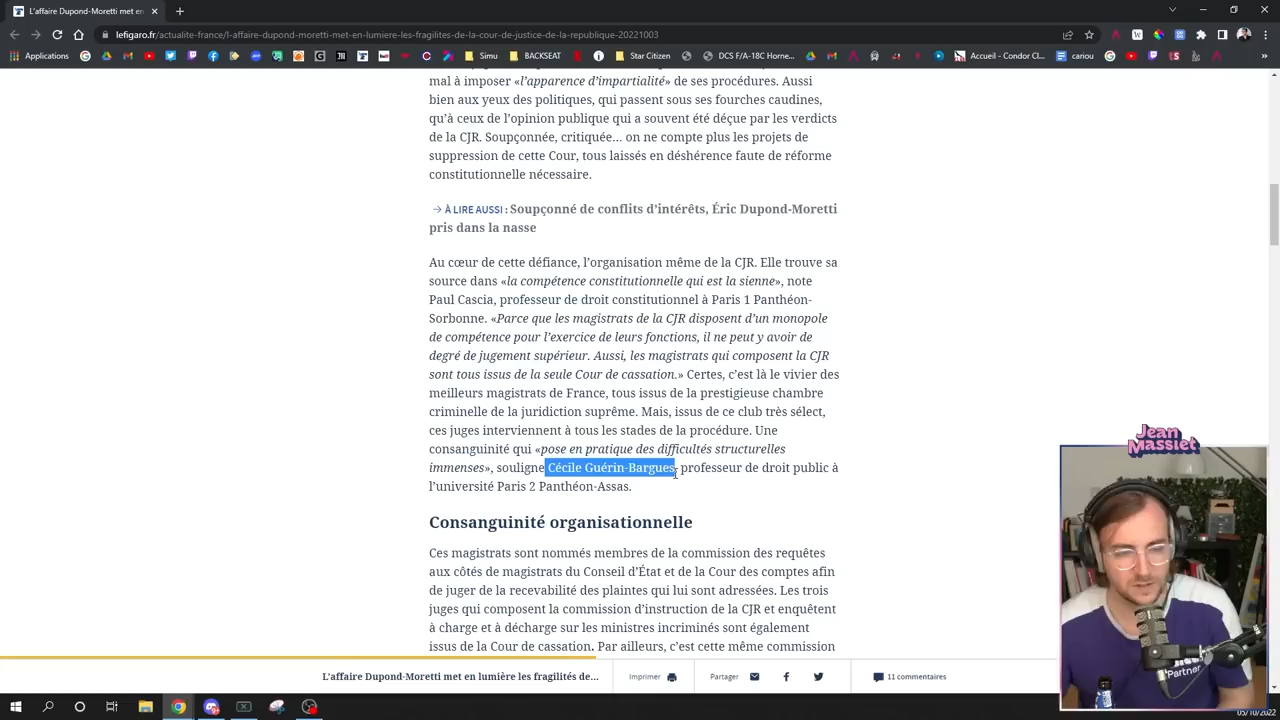 L'affaire Dupond-Moretti met en lu
lefigaro.fr/actualite-france/l-affaire-dupond-moretti-met-en-lumiere-les-fragilites-de-la-cour-de-justice-de-la-republique-20221003
Applications
Sondages
BACKSEAT
Star Citizen
DCS F/A-18C Horne...
Accueil - Condor Cl...
cariou
mal à imposer «l'apparence d'impartialité» de ses procédures. Aussi
bien aux yeux des politiques, qui passent sous ses fourches caudines,
qu'à ceux de l'opinion publique qui a souvent été déçue par les verdicts
de la CJR. Soupçonnée, critiquée… on ne compte plus les projets de
suppression de cette Cour, tous laissés en déshérence faute de réforme
constitutionnelle nécessaire.
→ À LIRE AUSSI : Soupçonné de conflits d'intérêts, Éric Dupond-Moretti
pris dans la nasse
Au cœur de cette défiance, l'organisation même de la CJR. Elle trouve sa
source dans «la compétence constitutionnelle qui est la sienne», note
Paul Cascia, professeur de droit constitutionnel à Paris 1 Panthéon-
Sorbonne. «Parce que les magistrats de la CJR disposent d'un monopole
de compétence pour l'exercice de leurs fonctions, il ne peut y avoir de
degré de jugement supérieur. Aussi, les magistrats qui composent la CJR
sont tous issus de la seule Cour de cassation.» Certes, c'est là le vivier des
meilleurs magistrats de France, tous issus de la prestigieuse chambre
criminelle de la juridiction suprême. Mais, issus de ce club très sélect,
ces juges interviennent à tous les stades de la procédure. Une
consanguinité qui «pose en pratique des difficultés structurelles
immenses», souligne Cécile Guérin-Bargues, professeur de droit public à
l'université Paris 2 Panthéon-Assas.
Consanguinité organisationnelle
Ces magistrats sont nommés membres de la commission des requêtes
aux côtés de magistrats du Conseil d'État et de la Cour des comptes afin
de juger de la recevabilité des plaintes qui lui sont adressées. Les trois
juges qui composent la commission d'instruction de la CJR et enquêtent
à charge et à décharge sur les ministres incriminés sont également
issus de la Cour de cassation. Par ailleurs, c'est cette même commission
L'affaire Dupond-Moretti met en lumière les fragilités de...
Imprimer
Partager
11 commentaires
Jean
Massiet
Partner
05/10/2022